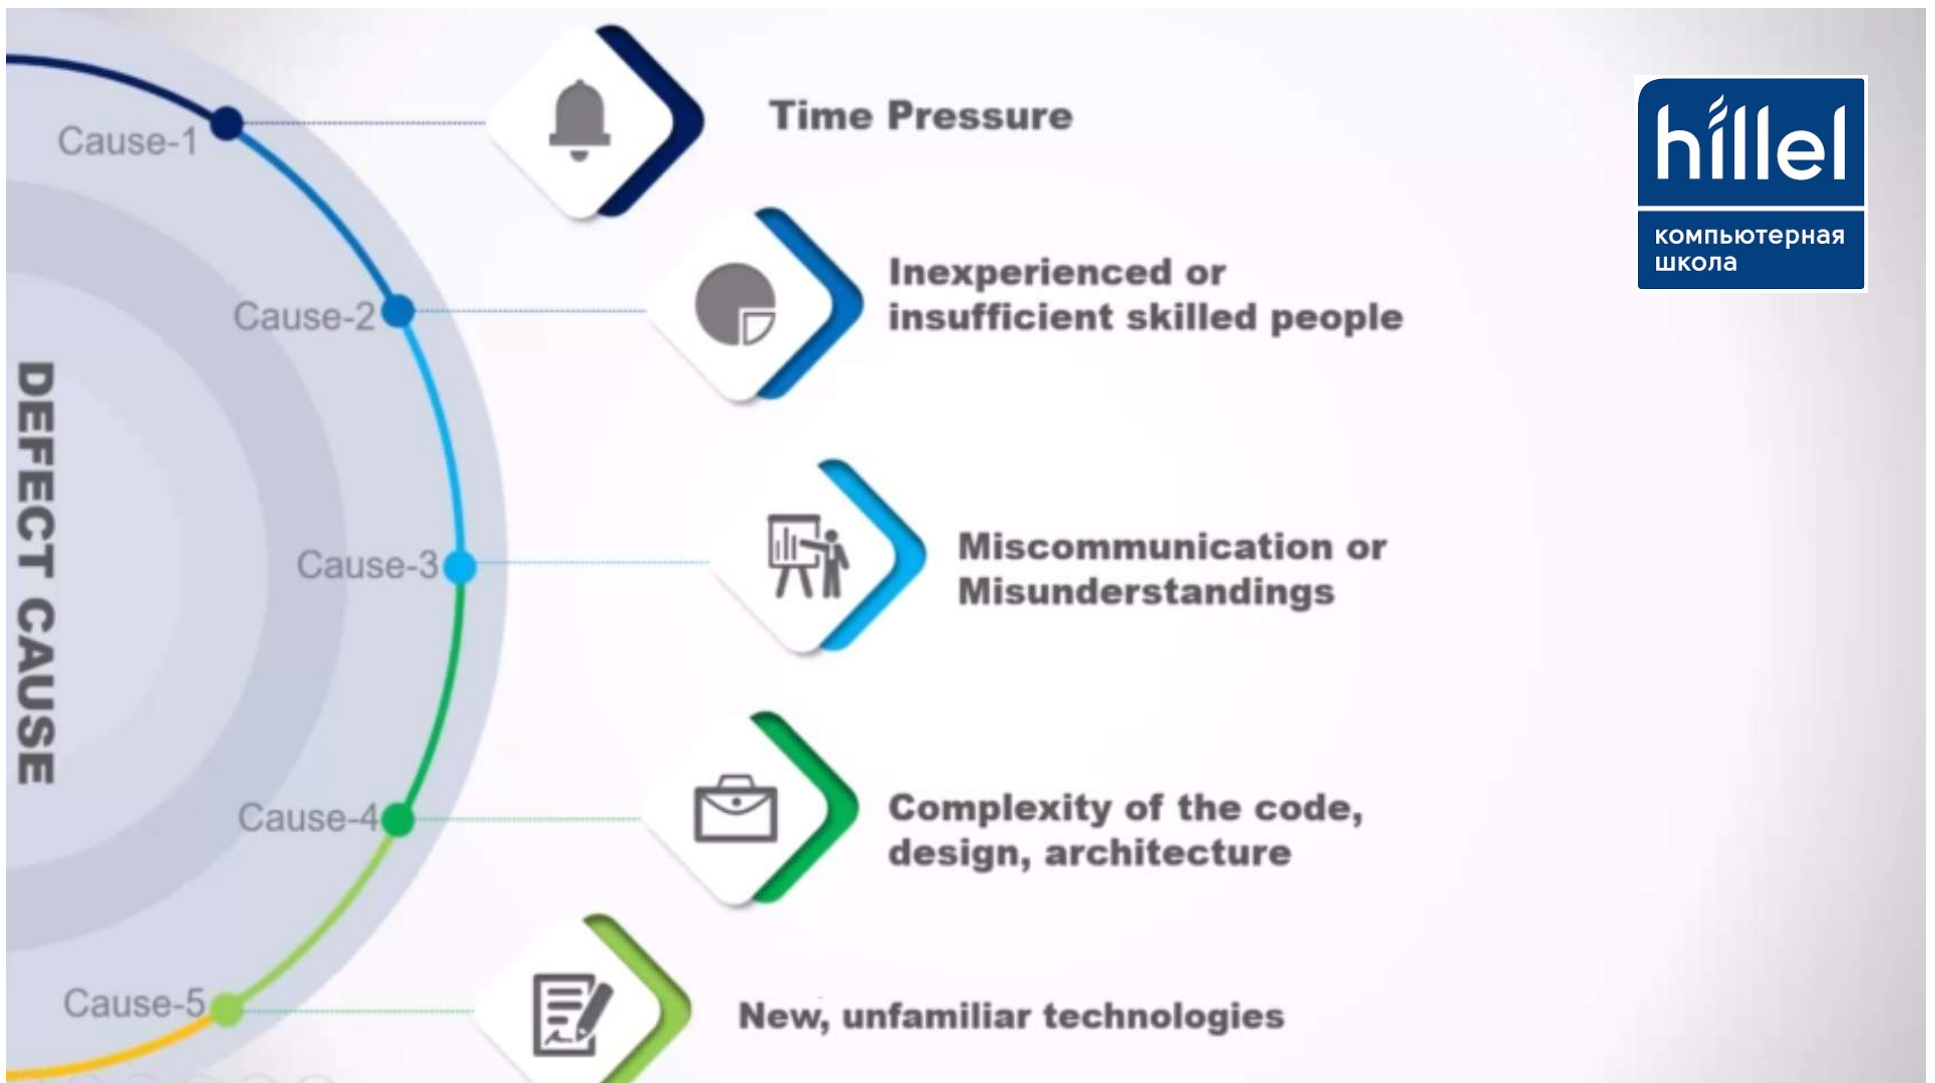 DEFECT CAUSE
Cause-1
Time Pressure
hillel
компьютерная
школа
Cause-2
Inexperienced or
insufficient skilled people
Cause-3
Miscommunication or
Misunderstandings
Cause-4
Complexity of the code,
design, architecture
Cause-5
New, unfamiliar technologies